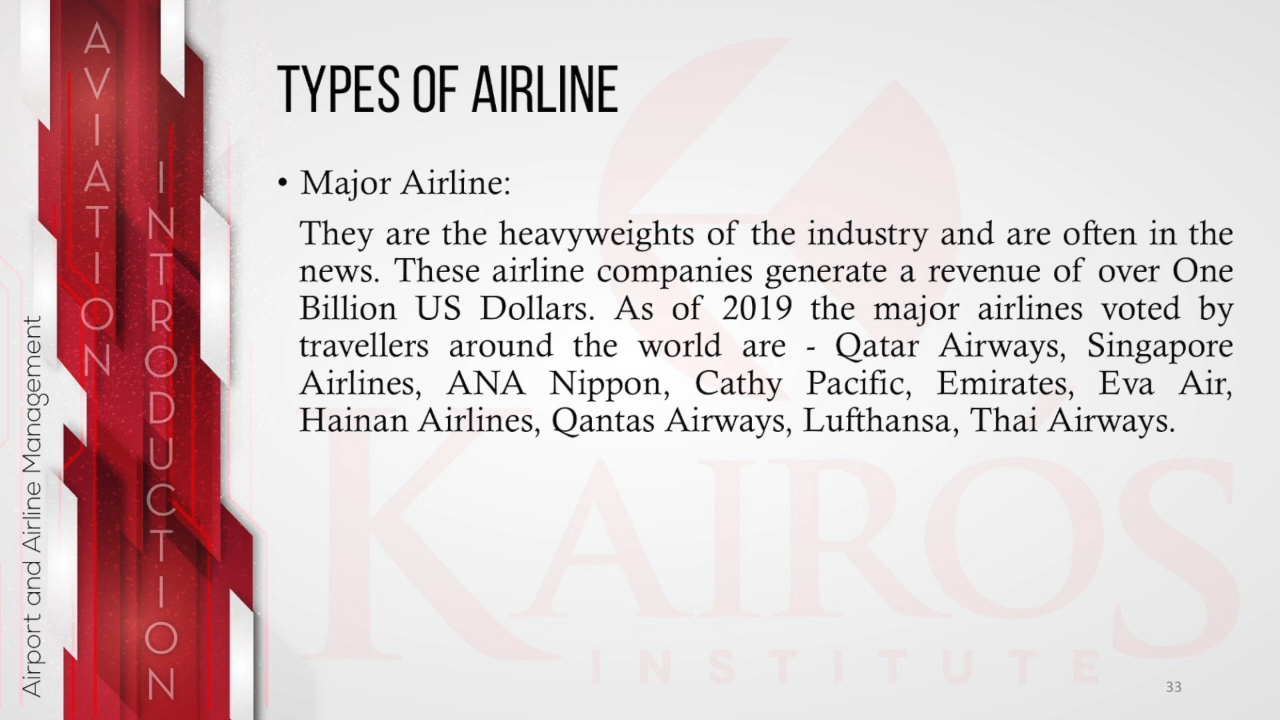 AVIATION
INTRODUCTION
Airport and Airline Management
TYPES OF AIRLINE
• Major Airline:
They are the heavyweights of the industry and are often in the
news. These airline companies generate a revenue of over One
Billion US Dollars. As of 2019 the major airlines voted by
travellers around the world are - Qatar Airways, Singapore
Airlines, ANA Nippon, Cathy Pacific, Emirates, Eva Air,
Hainan Airlines, Qantas Airways, Lufthansa, Thai Airways.
KAIROS
INSTITUTE
33